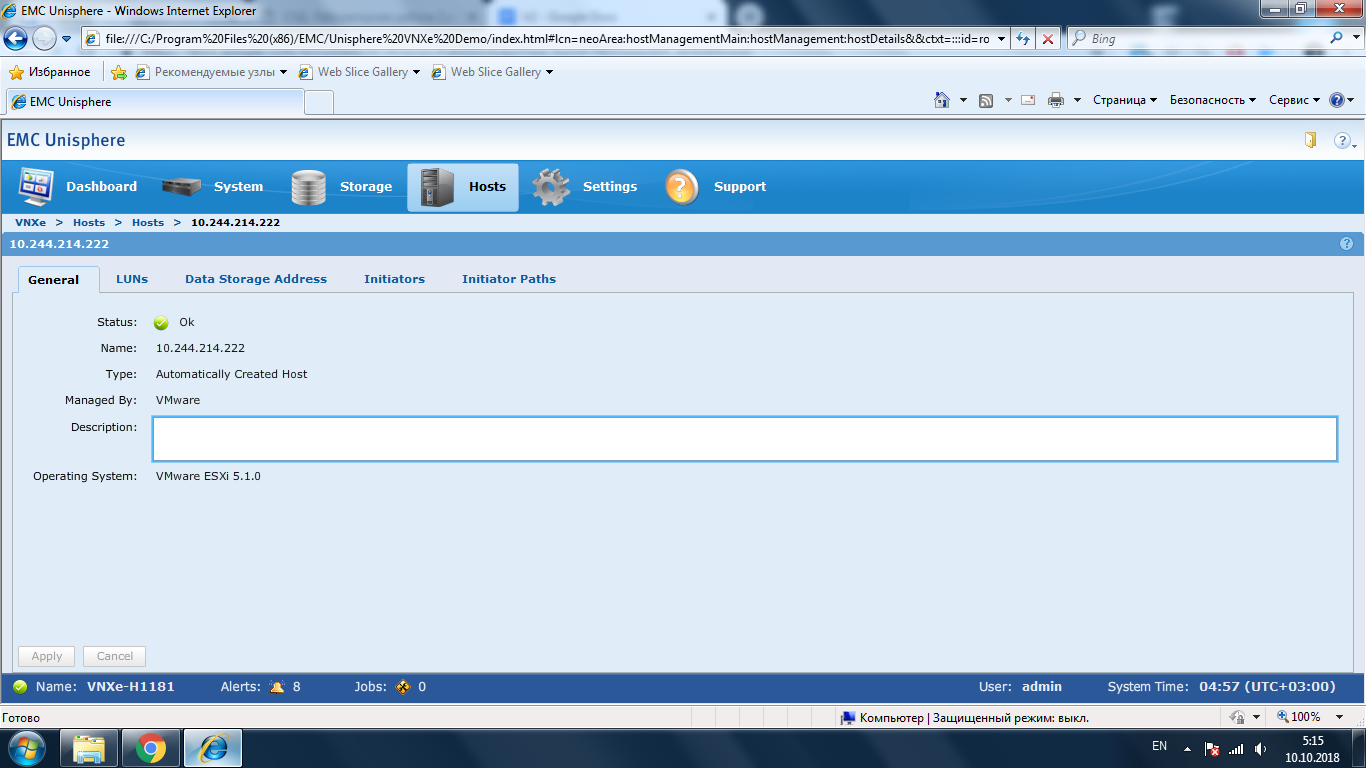 EMC Unisphere - Windows Internet Explorer
file:///C:/Program%20Files%20(x86)/EMC/Unisphere%20VNXe%20Demo/index.html#lcn=neoArea:hostManagementMain:hostManagement:hostDetails&&ctxt=:::id=ro
Bing
Избранное
Рекомендуемые узлы
Web Slice Gallery
Web Slice Gallery
EMC Unisphere
Страница
Безопасность
Сервис
EMC Unisphere
Dashboard
System
Storage
Hosts
Settings
Support
VNXe > Hosts > Hosts > 10.244.214.222
10.244.214.222
General
LUNs
Data Storage Address
Initiators
Initiator Paths
Status: Ok
Name: 10.244.214.222
Type: Automatically Created Host
Managed By: VMware
Description:
Operating System: VMware ESXi 5.1.0
Apply
Cancel
Name: VNXe-H1181
Alerts: 8
Jobs: 0
User: admin
System Time: 04:57 (UTC+03:00)
Готово
Компьютер | Защищенный режим: выкл.
100%
EN
5:15
10.10.2018